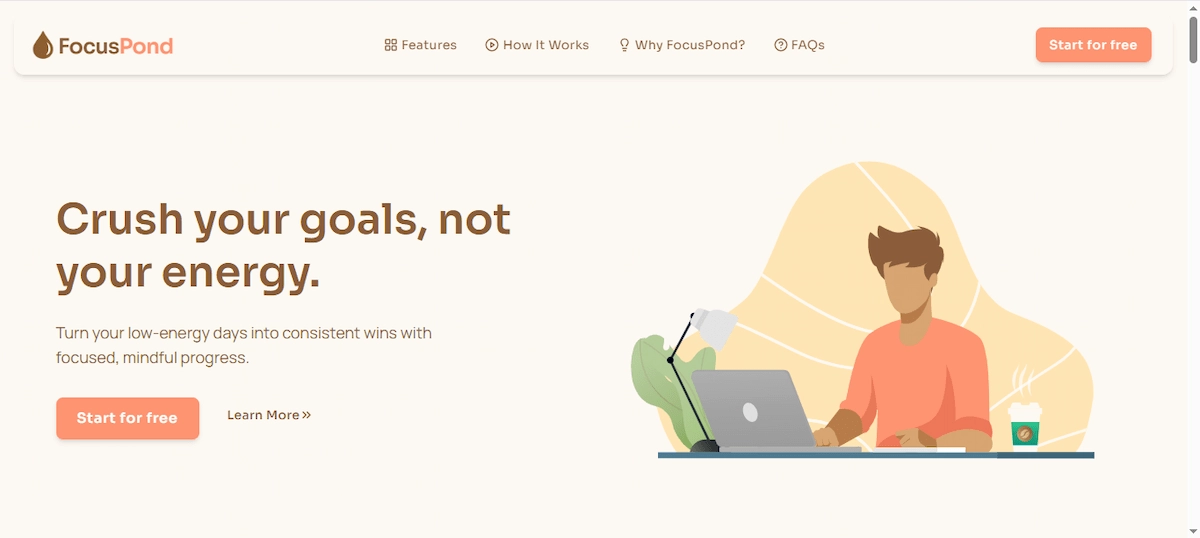 FocusPond
Features
How It Works
Why FocusPond?
FAQs
Start for free
Crush your goals, not
your energy.
Turn your low-energy days into consistent wins with
focused, mindful progress.
Start for free
Learn More »